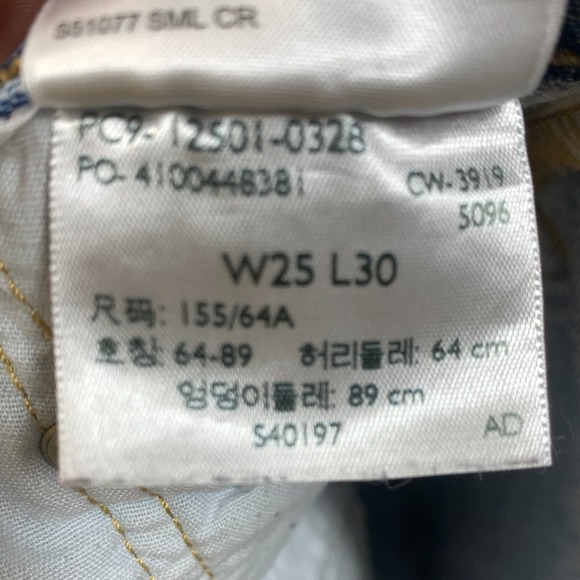 S51077 SML CR
PC9-12501-0328
PO-4100448381 CW-3919
5096
W25 L30
尺码: 155/64A
호칭: 64-89 허리둘레: 64 cm
엉덩이둘레: 89 cm
S40197 AD